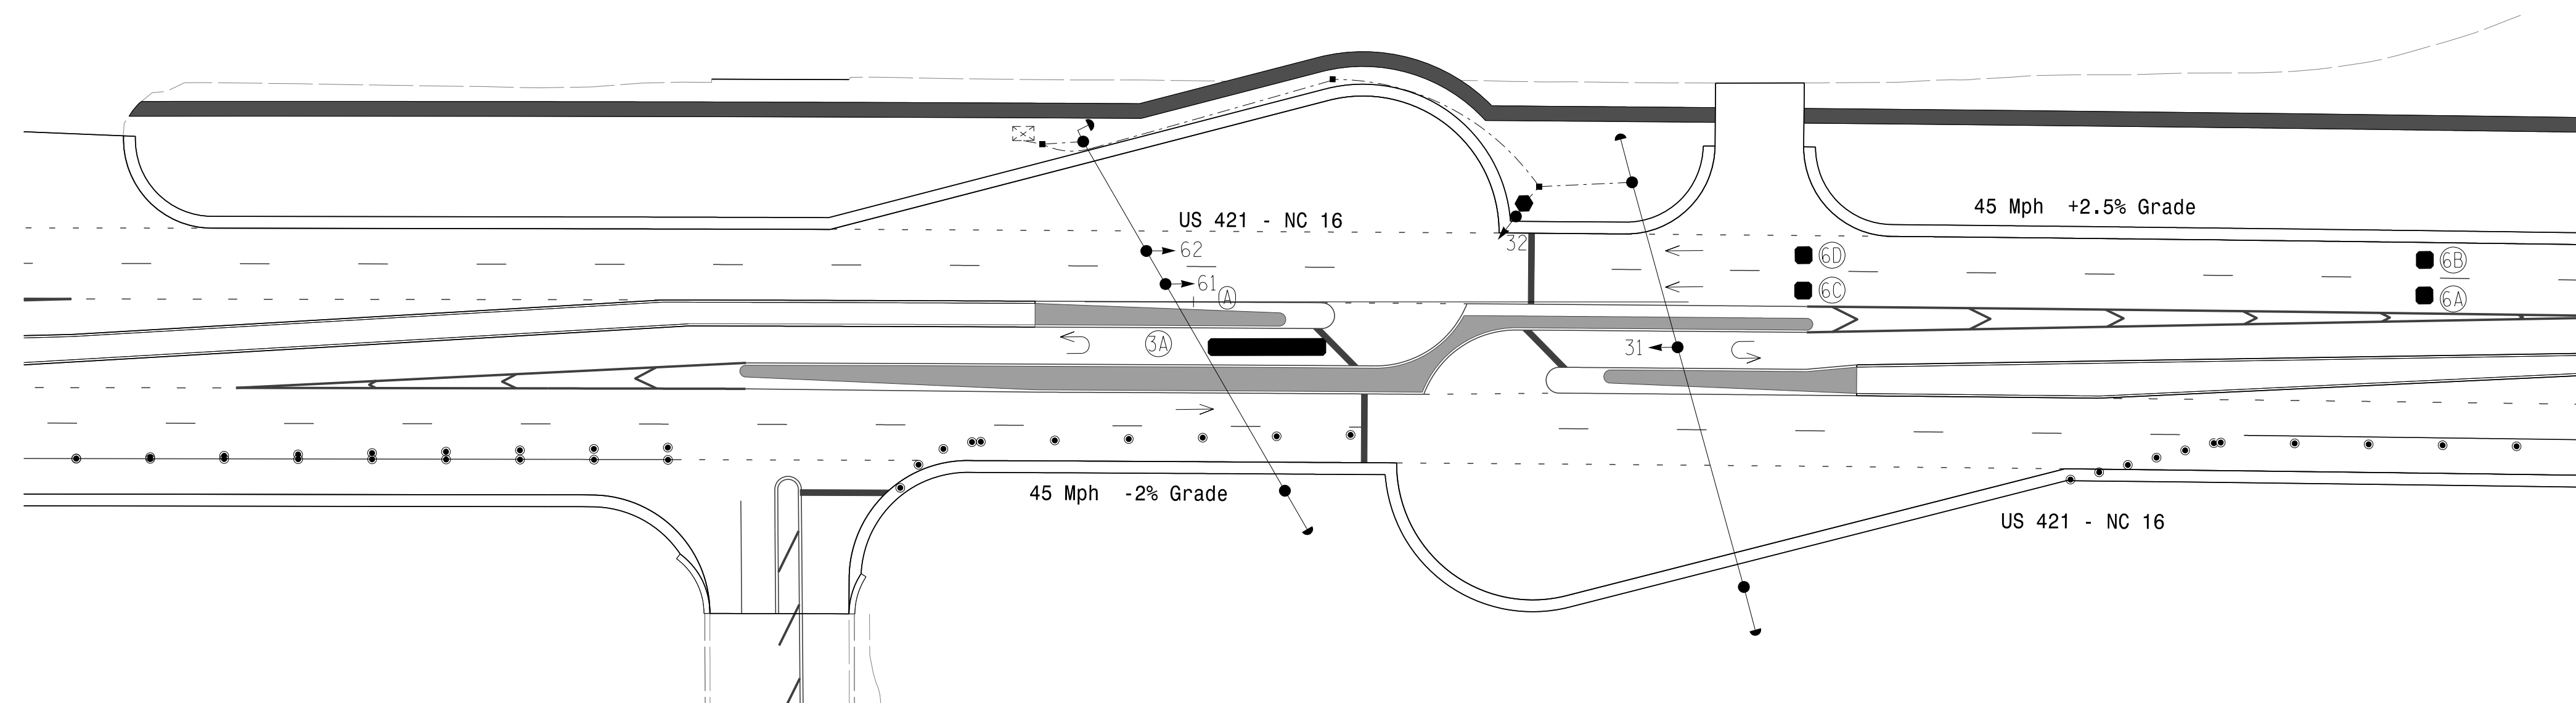 45 Mph  +2.5% Grade
US 421 - NC 16
32
62
6D
6B
61
A
6C
6A
3A
31
45 Mph  -2% Grade
US 421 - NC 16